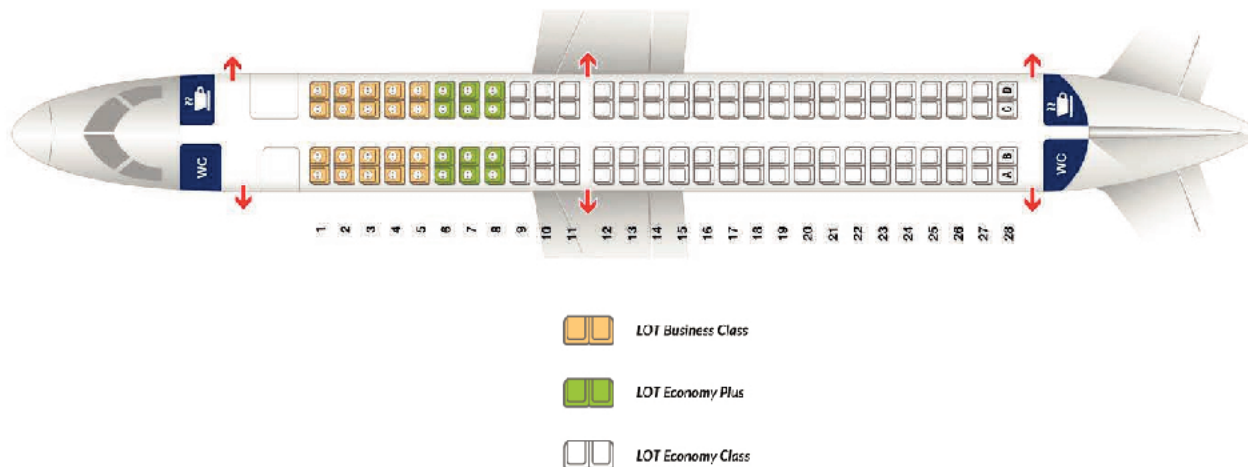 WC
WC
D
C
B
A
1 2 3 4 5 6 7 8 9 10 11 12 13 14 15 16 17 18 19 20 21 22 23 24 25 26 27 28
LOT Business Class
LOT Economy Plus
LOT Economy Class